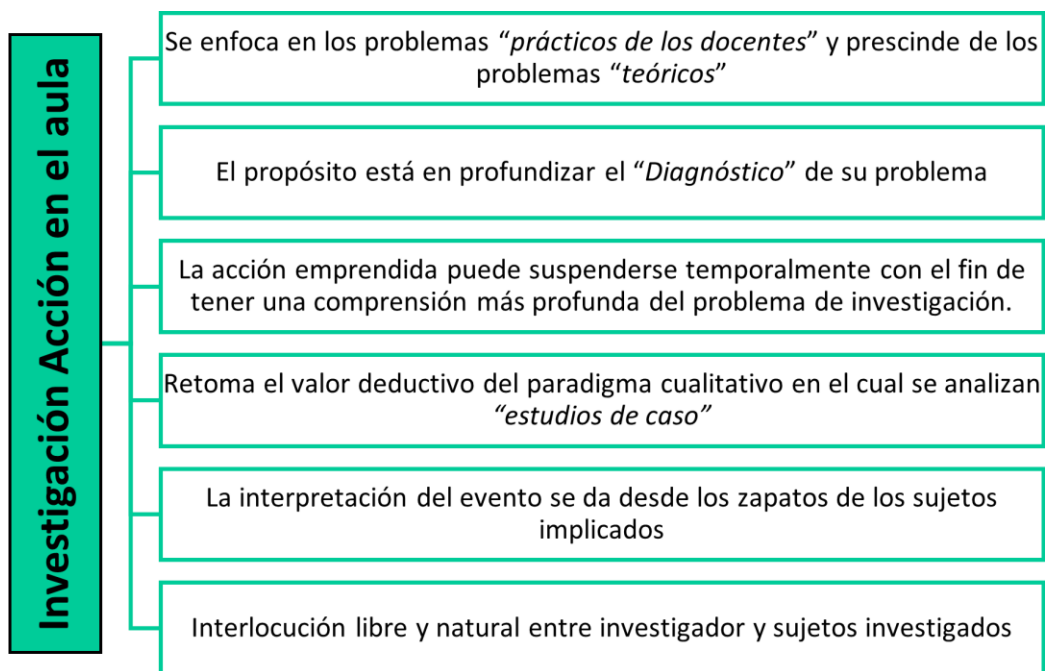 Investigación Acción en el aula
Se enfoca en los problemas “prácticos de los docentes” y prescinde de los
problemas “teóricos”
El propósito está en profundizar el “Diagnóstico” de su problema
La acción emprendida puede suspenderse temporalmente con el fin de
tener una comprensión más profunda del problema de investigación.
Retoma el valor deductivo del paradigma cualitativo en el cual se analizan
“estudios de caso”
La interpretación del evento se da desde los zapatos de los sujetos
implicados
Interlocución libre y natural entre investigador y sujetos investigados